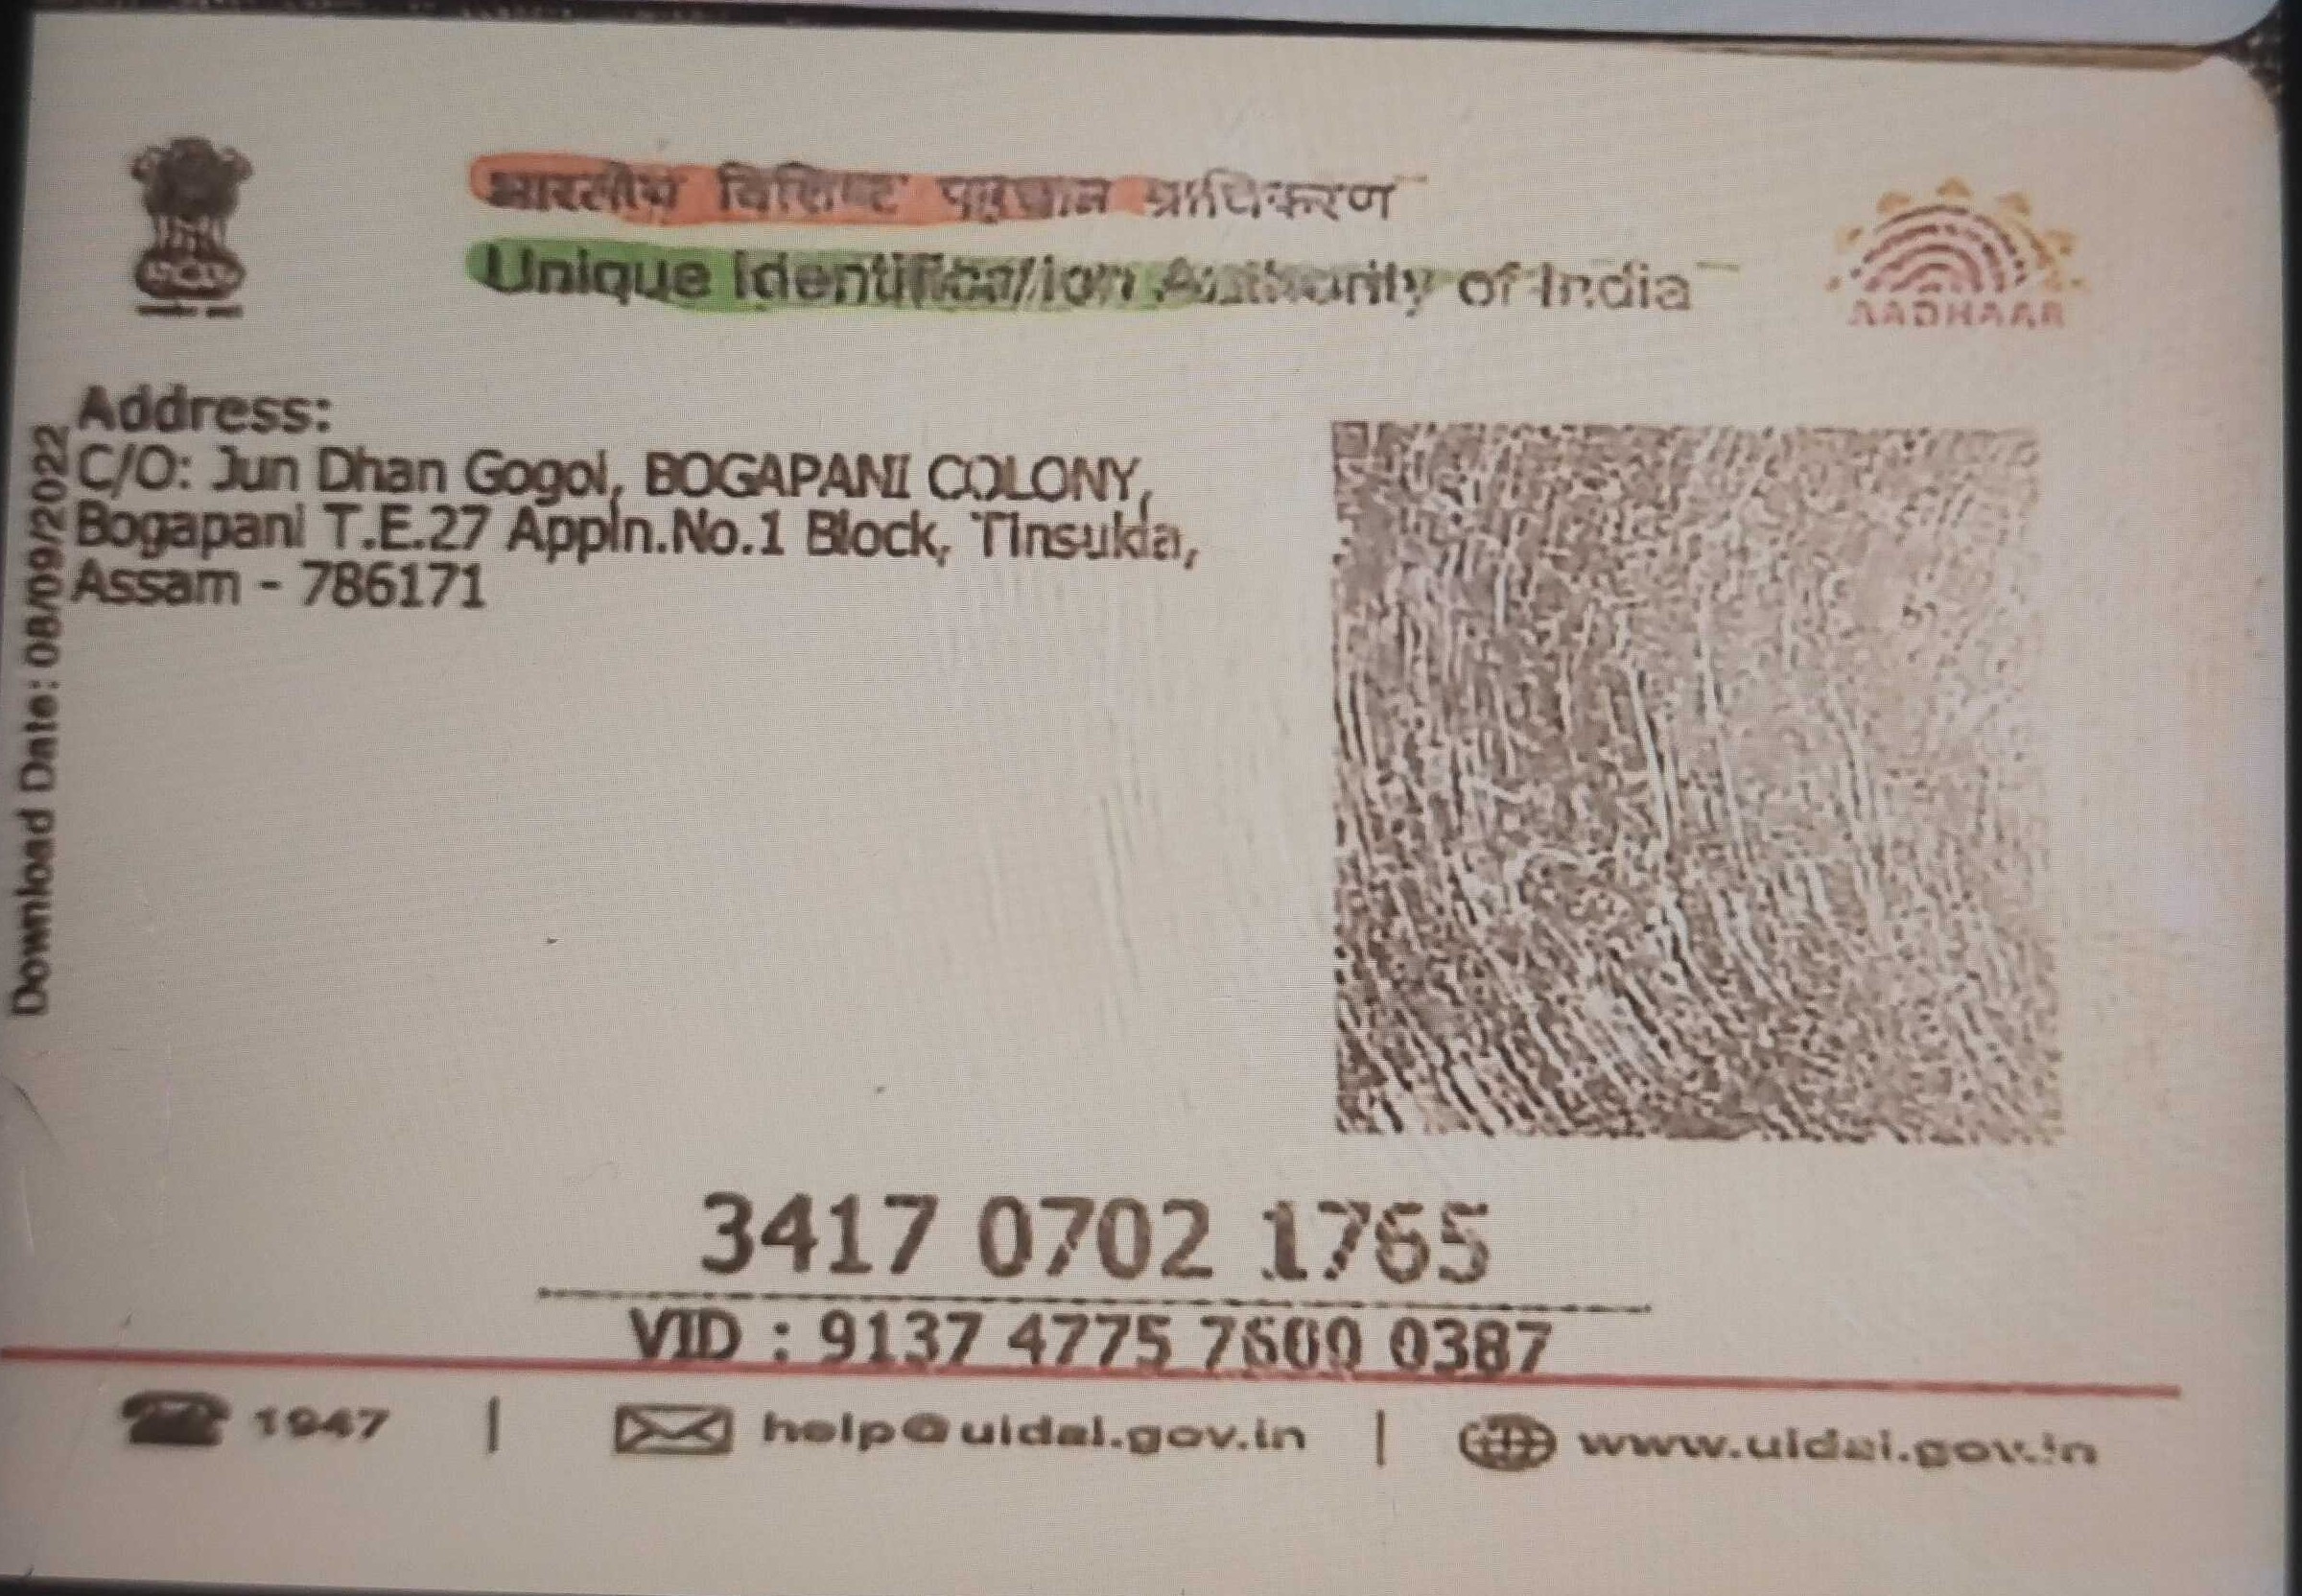 भारतीय विशिष्ट पहचान प्राधिकरण
Unique Identification Authority of India
AADHAAR
Address:
C/O: Jun Dhan Gogoi, BOGAPANI COLONY,
Bogapani T.E.27 Appln.No.1 Block, Tinsukia,
Assam - 786171
Download Date: 08/09/2022
3417 0702 1765
VID : 9137 4775 7600 0387
1947 | help@uidai.gov.in | www.uidai.gov.in